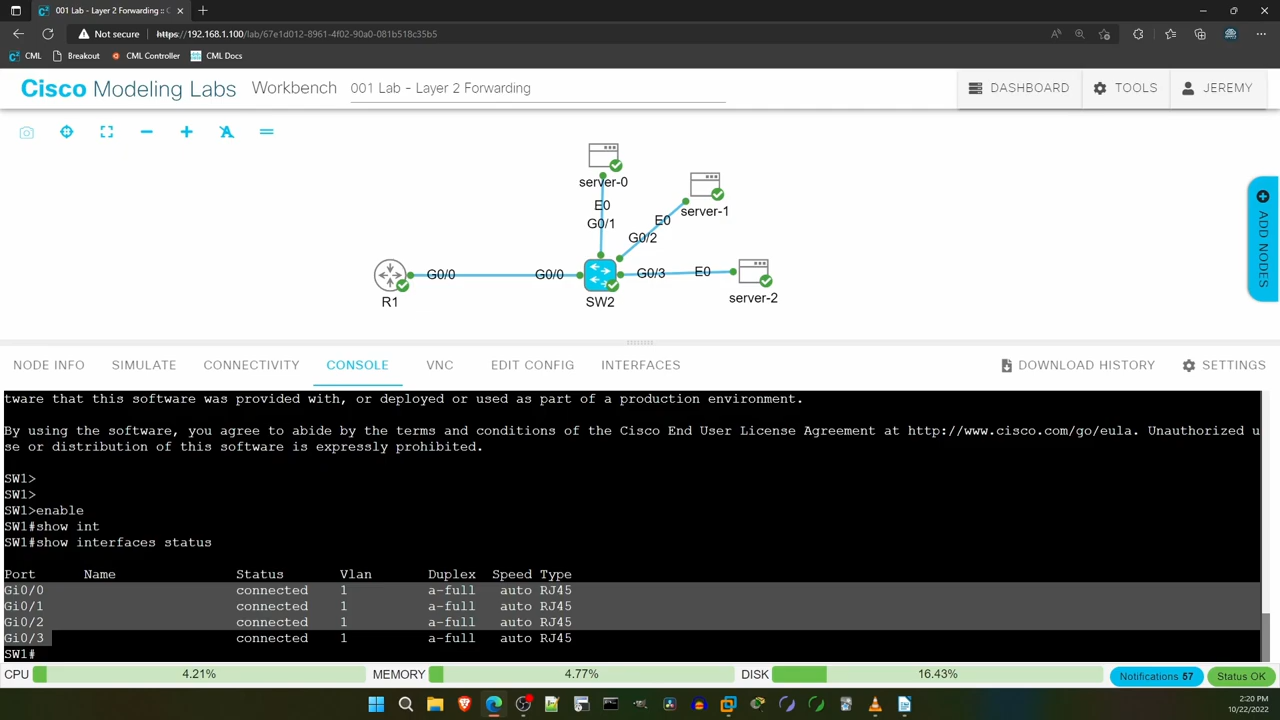 001 Lab - Layer 2 Forwarding :: C
Not secure https://192.168.1.100/lab/67e1d012-8961-4f02-90a0-081b518c35b5
CML Breakout CML Controller CML Docs
Cisco Modeling Labs Workbench 001 Lab - Layer 2 Forwarding DASHBOARD TOOLS JEREMY
server-0
server-1
E0
G0/1
E0
G0/2
R1
G0/0
G0/0
SW2
G0/3
E0
server-2
ADD NODES
NODE INFO SIMULATE CONNECTIVITY CONSOLE VNC EDIT CONFIG INTERFACES DOWNLOAD HISTORY SETTINGS
tware that this software was provided with, or deployed or used as part of a production environment.
By using the software, you agree to abide by the terms and conditions of the Cisco End User License Agreement at http://www.cisco.com/go/eula. Unauthorized u
se or distribution of this software is expressly prohibited.
SW1>
SW1>
SW1>enable
SW1#show int
SW1#show interfaces status
Port Name Status Vlan Duplex Speed Type
Gi0/0 connected 1 a-full auto RJ45
Gi0/1 connected 1 a-full auto RJ45
Gi0/2 connected 1 a-full auto RJ45
Gi0/3 connected 1 a-full auto RJ45
SW1#
CPU 4.21% MEMORY 4.77% DISK 16.43% Notifications 57 Status OK
2:20 PM
10/22/2022